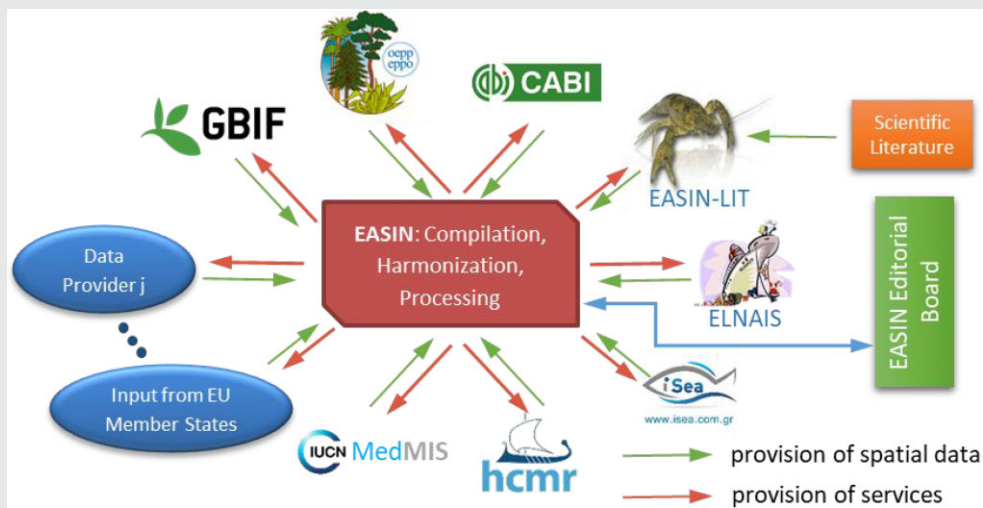 oepp
eppo
GBIF
CABI
Scientific
Literature
EASIN-LIT
EASIN: Compilation,
Harmonization,
Processing
Data
Provider j
ELNAIS
EASIN Editorial
Board
Input from EU
Member States
iSea
www.isea.com.gr
IUCN MedMIS
hcmr
provision of spatial data
provision of services